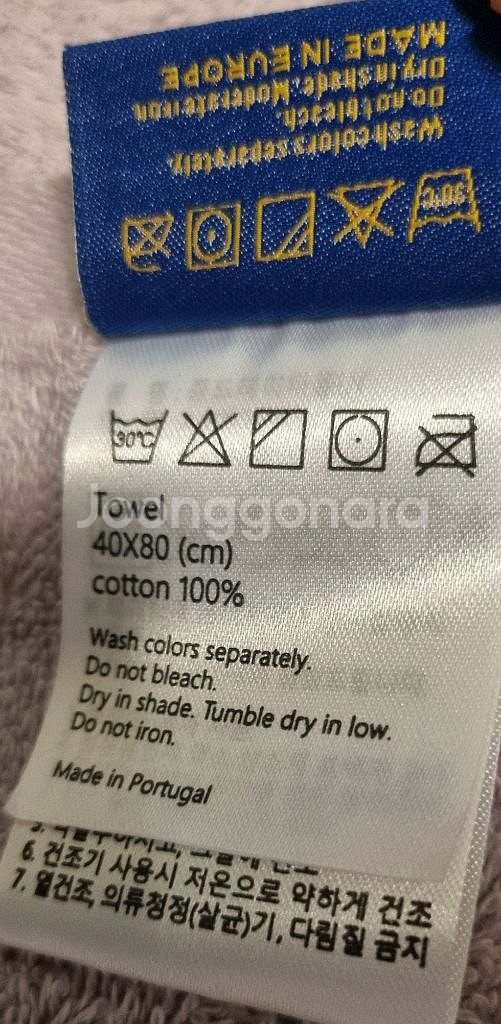 MADE IN EUROPE
Dry in shade. Moderate iron
Do not bleach.
Wash colors separately.
30°C
30°C
Towel
Joonggonara
40X80 (cm)
cotton 100%
Wash colors separately.
Do not bleach.
Dry in shade. Tumble dry in low.
Do not iron.
Made in Portugal
6. 건조기 사용시 저온으로 약하게 건조
7. 열건조, 의류청정(살균)기, 다림질 금지